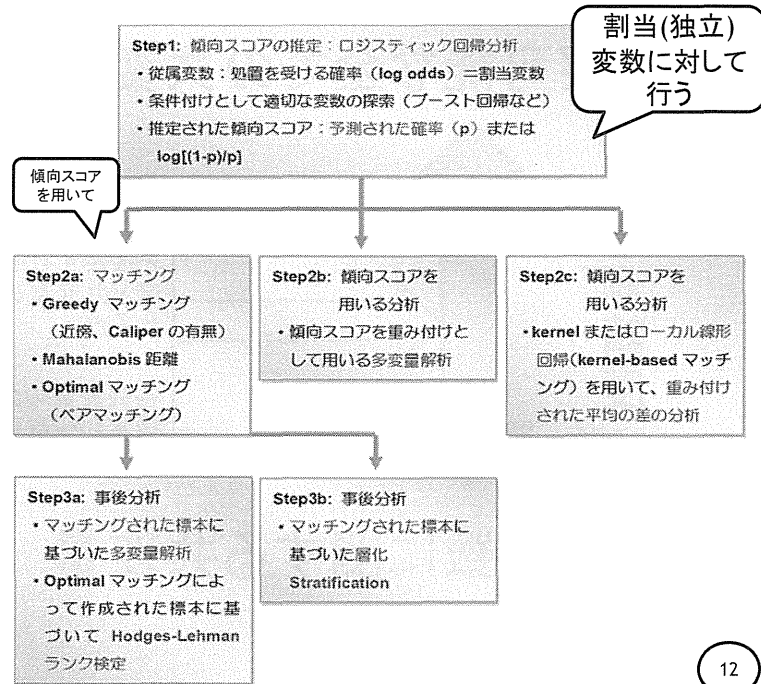 Step1: 傾向スコアの推定：ロジスティック回帰分析
・従属変数：処置を受ける確率（log odds）＝割当変数
・条件付けとして適切な変数の探索（ブースト回帰など）
・推定された傾向スコア：予測された確率（p）または
log[(1-p)/p]
割当(独立)
変数に対して
行う
傾向スコア
を用いて
Step2a: マッチング
・Greedy マッチング
（近傍、Caliper の有無）
・Mahalanobis 距離
・Optimal マッチング
（ペアマッチング）
Step2b: 傾向スコアを
用いる分析
・傾向スコアを重み付けと
して用いる多変量解析
Step2c: 傾向スコアを
用いる分析
・kernel またはローカル線形
回帰(kernel-based マッチ
ング）を用いて、重み付け
された平均の差の分析
Step3a: 事後分析
・マッチングされた標本に
基づいた多変量解析
・Optimal マッチングによ
って作成された標本に基
づいて Hodges-Lehman
ランク検定
Step3b: 事後分析
・マッチングされた標本に
基づいた層化
Stratification
12